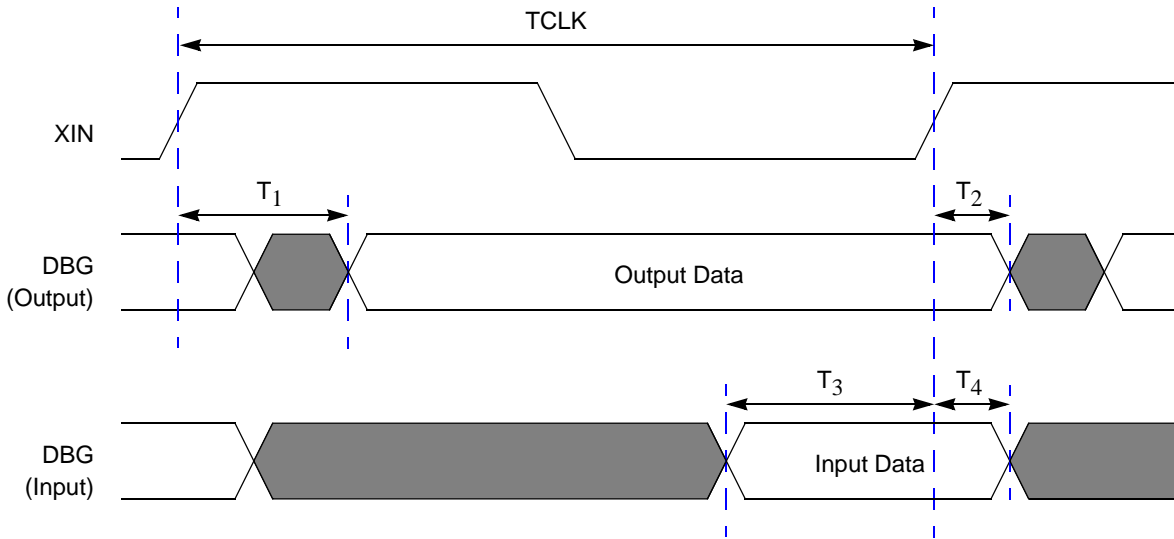 TCLK
XIN
T1
T2
DBG
(Output)
Output Data
T3
T4
DBG
(Input)
Input Data